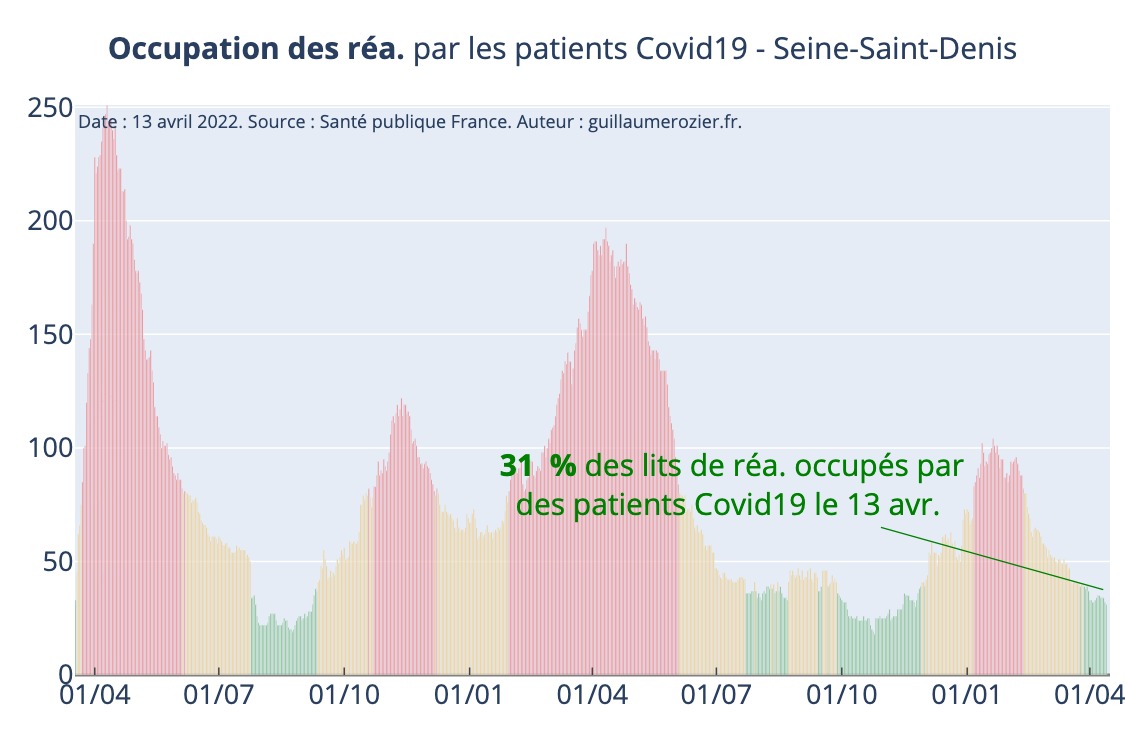 Occupation des réa. par les patients Covid19 - Seine-Saint-Denis
250
Date : 13 avril 2022. Source : Santé publique France. Auteur : guillaumerozier.fr.
200
150
100
31 % des lits de réa. occupés par
des patients Covid19 le 13 avr.
50
0
01/04 01/07 01/10 01/01 01/04 01/07 01/10 01/01 01/04